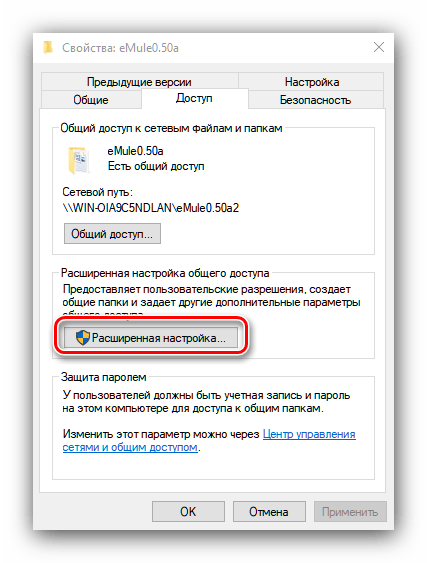 Свойства: eMule0.50a
Предыдущие версии
Настройка
Общие
Доступ
Безопасность
Общий доступ к сетевым файлам и папкам
eMule0.50a
Есть общий доступ
Сетевой путь:
\\WIN-OIA9C5NDLAN\eMule0.50a2
Общий доступ...
Расширенная настройка общего доступа
Предоставляет пользовательские разрешения, создает
общие папки и задает другие дополнительные параметры
общего доступа.
Расширенная настройка...
Защита паролем
У пользователей должны быть учетная запись и пароль
на этом компьютере для доступа к общим папкам.
Изменить этот параметр можно через Центр управления
сетями и общим доступом.
OK
Отмена
Применить